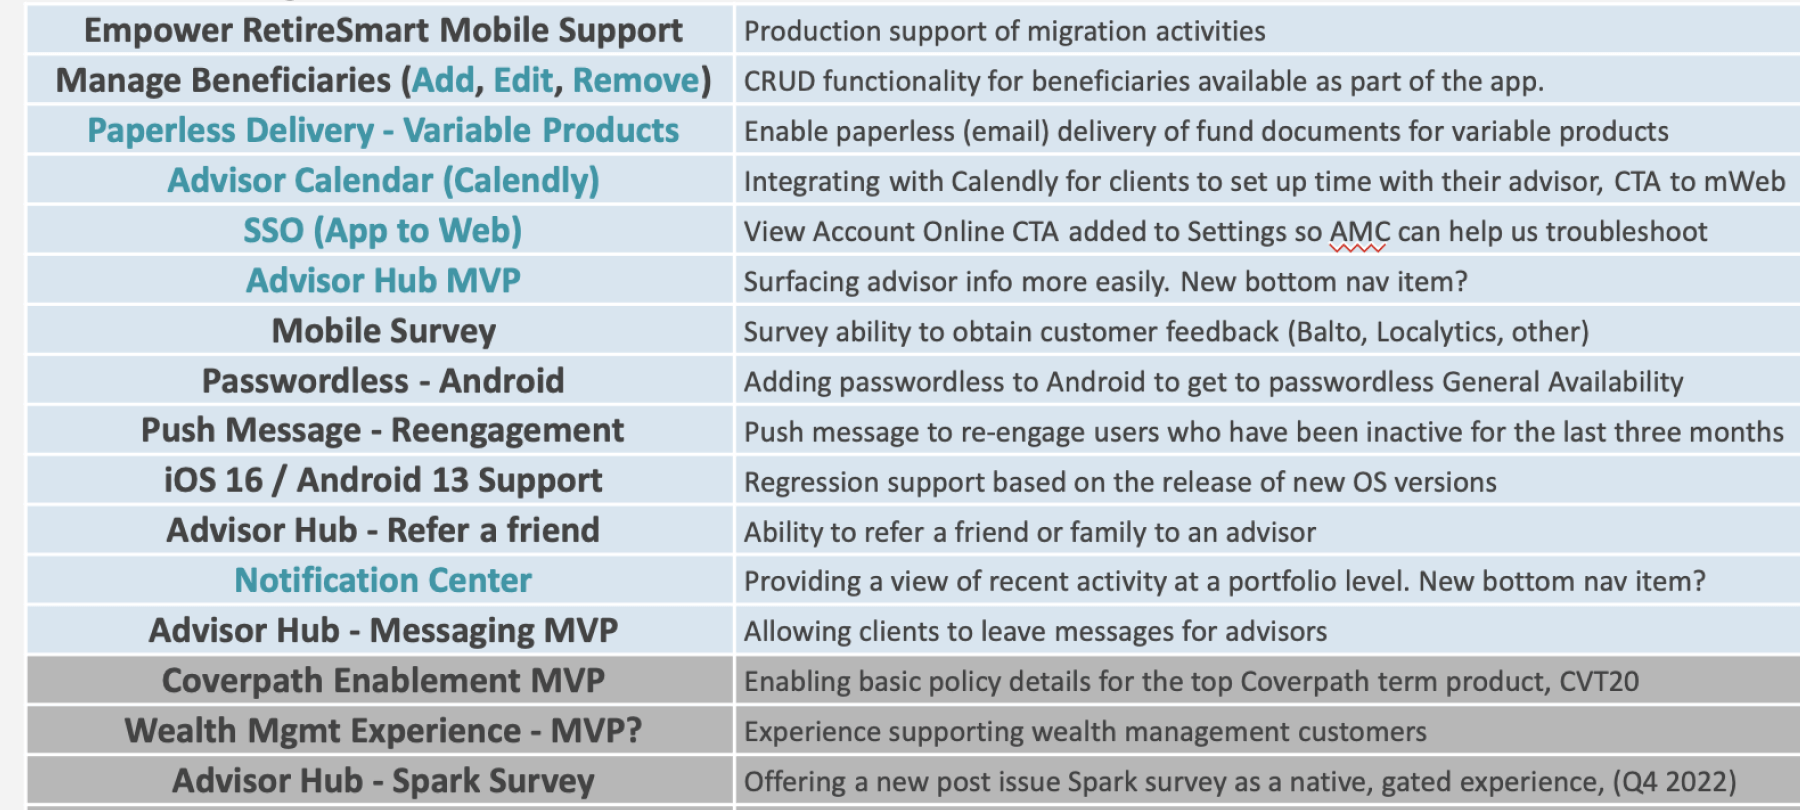 Empower RetireSmart Mobile Support Production support of migration activities
Manage Beneficiaries (Add, Edit, Remove) CRUD functionality for beneficiaries available as part of the app.
Paperless Delivery - Variable Products Enable paperless (email) delivery of fund documents for variable products
Advisor Calendar (Calendly) Integrating with Calendly for clients to set up time with their advisor, CTA to mWeb
SSO (App to Web) View Account Online CTA added to Settings so AMC can help us troubleshoot
Advisor Hub MVP Surfacing advisor info more easily. New bottom nav item?
Mobile Survey Survey ability to obtain customer feedback (Balto, Localytics, other)
Passwordless - Android Adding passwordless to Android to get to passwordless General Availability
Push Message - Reengagement Push message to re-engage users who have been inactive for the last three months
iOS 16 / Android 13 Support Regression support based on the release of new OS versions
Advisor Hub - Refer a friend Ability to refer a friend or family to an advisor
Notification Center Providing a view of recent activity at a portfolio level. New bottom nav item?
Advisor Hub - Messaging MVP Allowing clients to leave messages for advisors
Coverpath Enablement MVP Enabling basic policy details for the top Coverpath term product, CVT20
Wealth Mgmt Experience - MVP? Experience supporting wealth management customers
Advisor Hub - Spark Survey Offering a new post issue Spark survey as a native, gated experience, (Q4 2022)